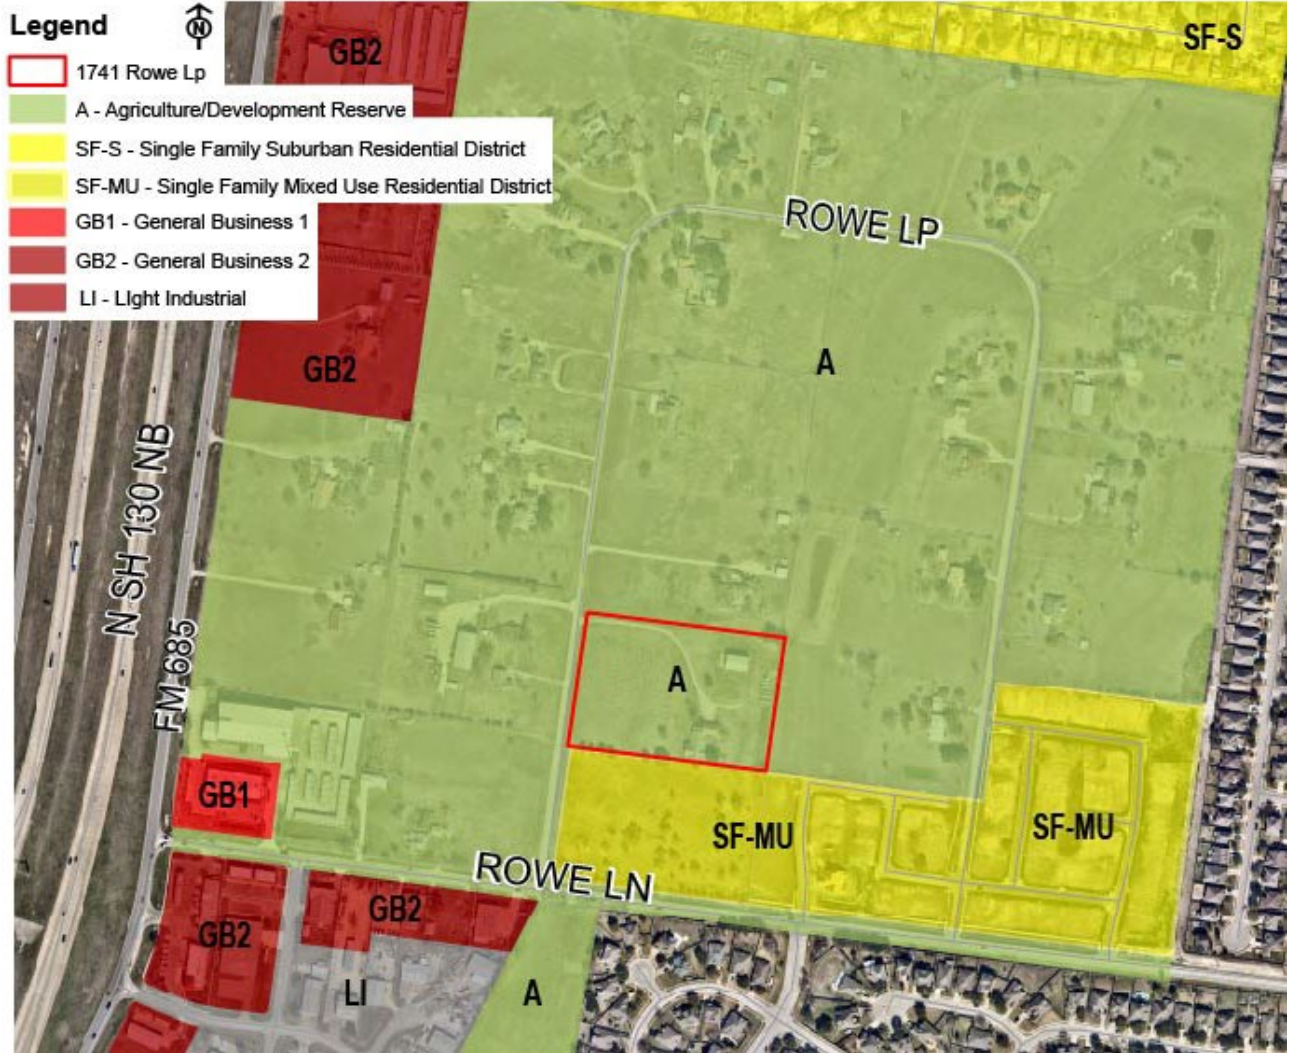 Legend
N
1741 Rowe Lp
A - Agriculture/Development Reserve
SF-S - Single Family Suburban Residential District
SF-MU - Single Family Mixed Use Residential District
GB1 - General Business 1
GB2 - General Business 2
LI - LIght Industrial
GB2
SF-S
ROWE LP
A
GB2
N SH 130 NB
FM 685
A
GB1
SF-MU
SF-MU
ROWE LN
GB2
GB2
LI
A